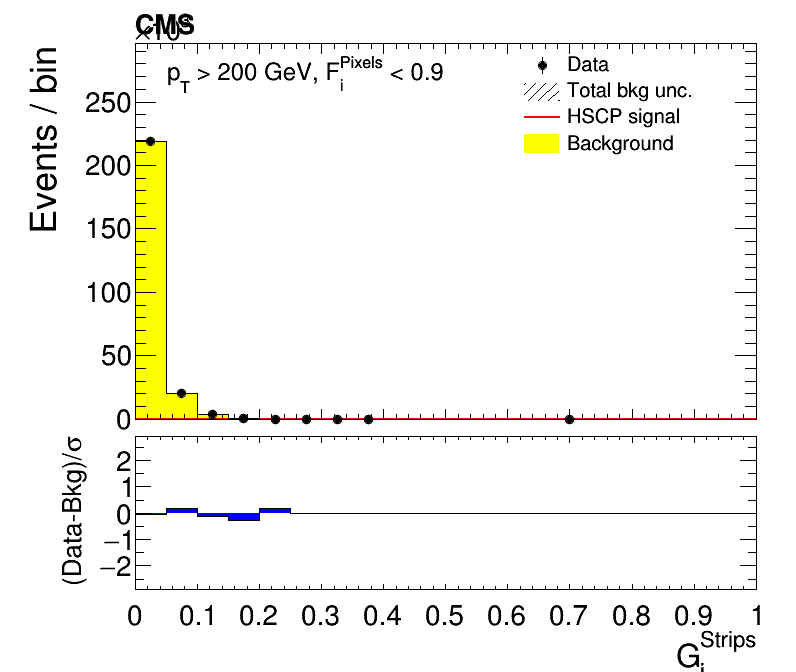 CMS
p_T > 200 GeV, F_i^Pixels < 0.9
Data
Total bkg unc.
HSCP signal
Background
Events / bin
250
200
150
100
50
0
(Data-Bkg)/σ
2
1
0
−1
−2
0 0.1 0.2 0.3 0.4 0.5 0.6 0.7 0.8 0.9 1
G_i^Strips